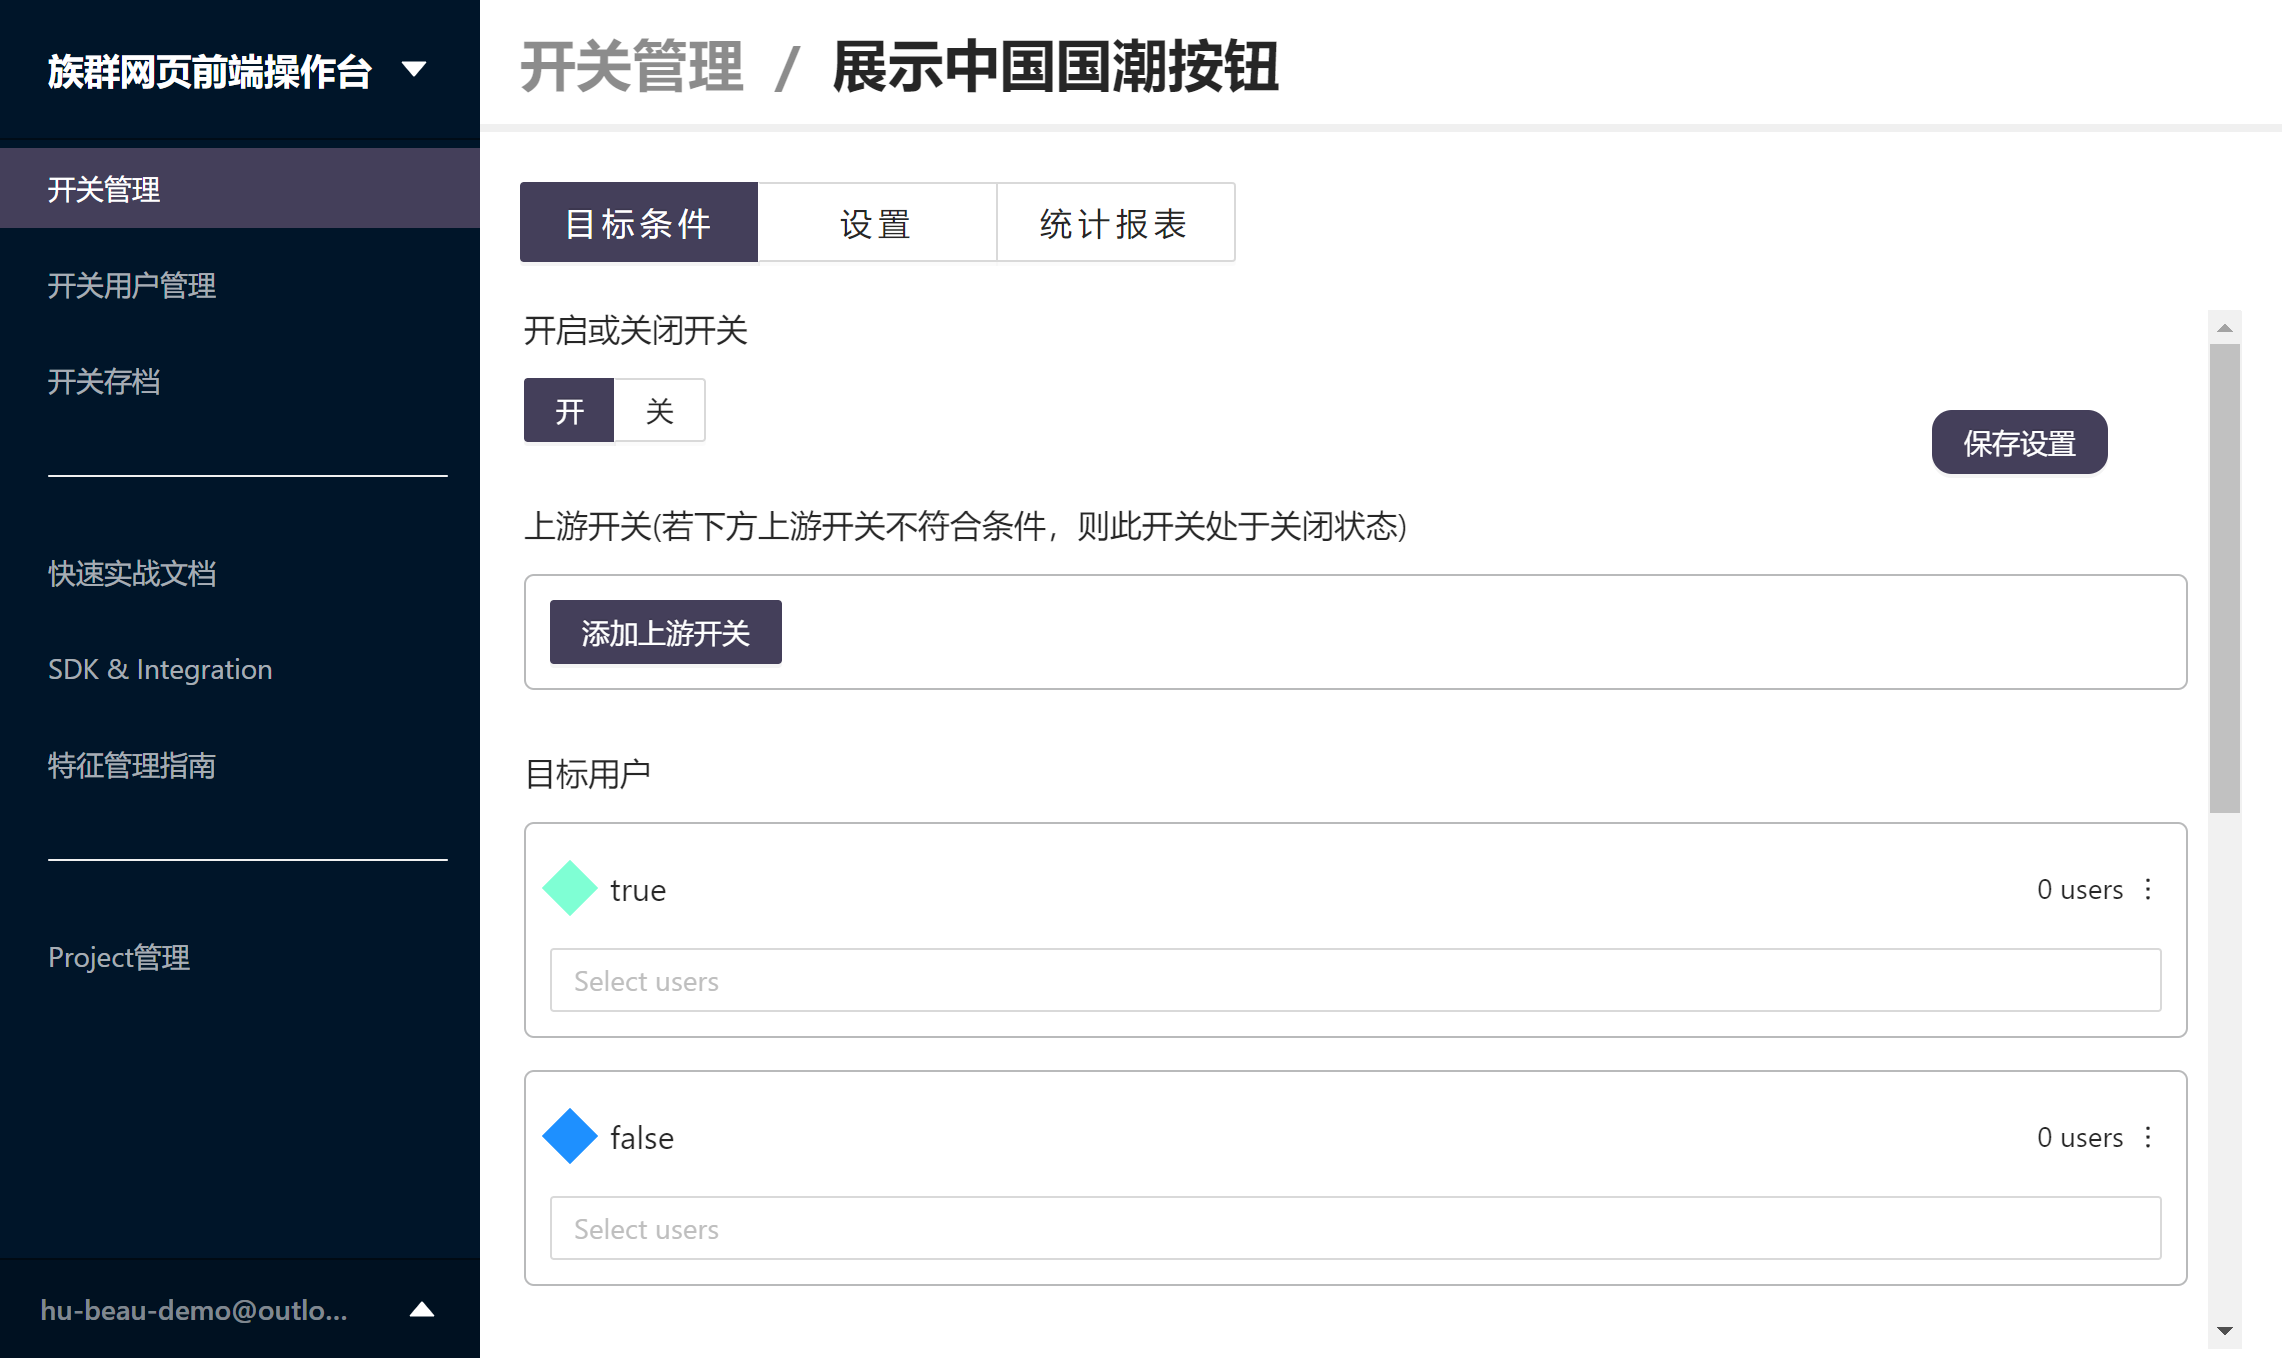 族群网页前端操作台
开关管理
开关用户管理
开关存档
快速实战文档
SDK & Integration
特征管理指南
Project管理
hu-beau-demo@outlo...
开关管理 / 展示中国国潮按钮
目标条件 设置 统计报表
开启或关闭开关
开 关
保存设置
上游开关(若下方上游开关不符合条件，则此开关处于关闭状态)
添加上游开关
目标用户
true 0 users
Select users
false 0 users
Select users